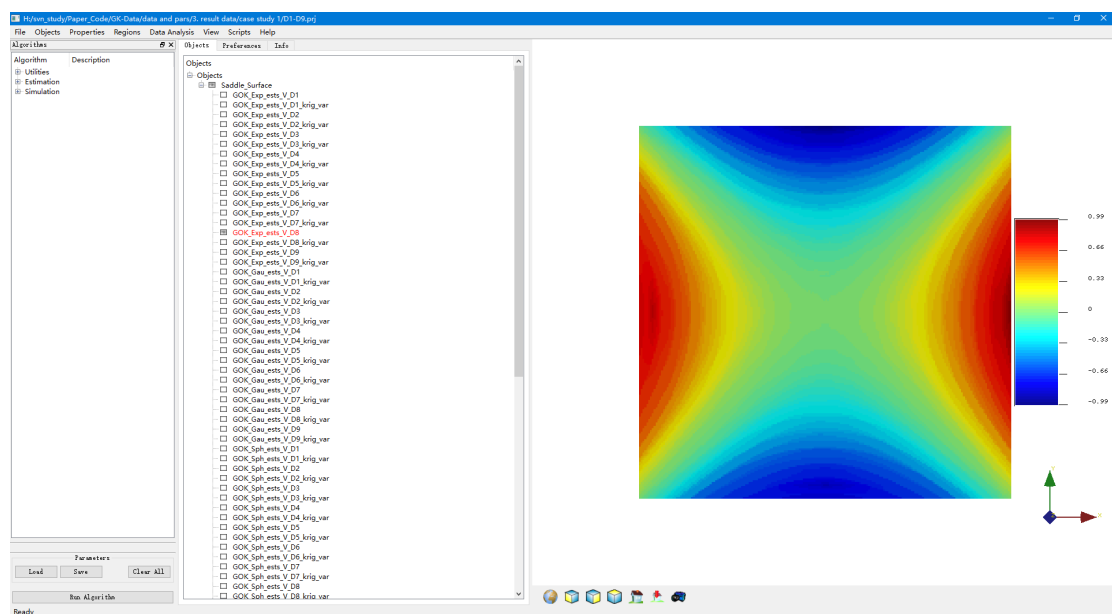 H:/svn_study/Paper_Code/GK-Data/data and pars/3. result data/case study 1/D1-D9.prj
File Objects Properties Regions Data Analysis View Scripts Help
Algorithms
Algorithm Description
Utilities
Estimation
Simulation
Parameters
Load Save Clear All
Run Algorithm
Ready
Objects Preferences Info
Objects
Objects
Saddle_Surface
GOK_Exp_ests_V_D1
GOK_Exp_ests_V_D1_krig_var
GOK_Exp_ests_V_D2
GOK_Exp_ests_V_D2_krig_var
GOK_Exp_ests_V_D3
GOK_Exp_ests_V_D3_krig_var
GOK_Exp_ests_V_D4
GOK_Exp_ests_V_D4_krig_var
GOK_Exp_ests_V_D5
GOK_Exp_ests_V_D5_krig_var
GOK_Exp_ests_V_D6
GOK_Exp_ests_V_D6_krig_var
GOK_Exp_ests_V_D7
GOK_Exp_ests_V_D7_krig_var
GOK_Exp_ests_V_D8
GOK_Exp_ests_V_D8_krig_var
GOK_Exp_ests_V_D9
GOK_Exp_ests_V_D9_krig_var
GOK_Gau_ests_V_D1
GOK_Gau_ests_V_D1_krig_var
GOK_Gau_ests_V_D2
GOK_Gau_ests_V_D2_krig_var
GOK_Gau_ests_V_D3
GOK_Gau_ests_V_D3_krig_var
GOK_Gau_ests_V_D4
GOK_Gau_ests_V_D4_krig_var
GOK_Gau_ests_V_D5
GOK_Gau_ests_V_D5_krig_var
GOK_Gau_ests_V_D6
GOK_Gau_ests_V_D6_krig_var
GOK_Gau_ests_V_D7
GOK_Gau_ests_V_D7_krig_var
GOK_Gau_ests_V_D8
GOK_Gau_ests_V_D8_krig_var
GOK_Gau_ests_V_D9
GOK_Gau_ests_V_D9_krig_var
GOK_Sph_ests_V_D1
GOK_Sph_ests_V_D1_krig_var
GOK_Sph_ests_V_D2
GOK_Sph_ests_V_D2_krig_var
GOK_Sph_ests_V_D3
GOK_Sph_ests_V_D3_krig_var
GOK_Sph_ests_V_D4
GOK_Sph_ests_V_D4_krig_var
GOK_Sph_ests_V_D5
GOK_Sph_ests_V_D5_krig_var
GOK_Sph_ests_V_D6
GOK_Sph_ests_V_D6_krig_var
GOK_Sph_ests_V_D7
GOK_Sph_ests_V_D7_krig_var
GOK_Sph_ests_V_D8
GOK_Sph_ests_V_D8_krig_var
0.99
0.66
0.33
0
-0.33
-0.66
-0.99
Y
X